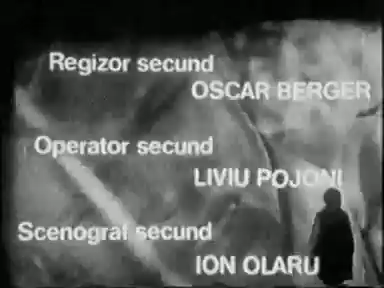 Regizor secund
OSCAR BERGER
Operator secund
LIVIU POJONI
Scenograf secund
ION OLARU